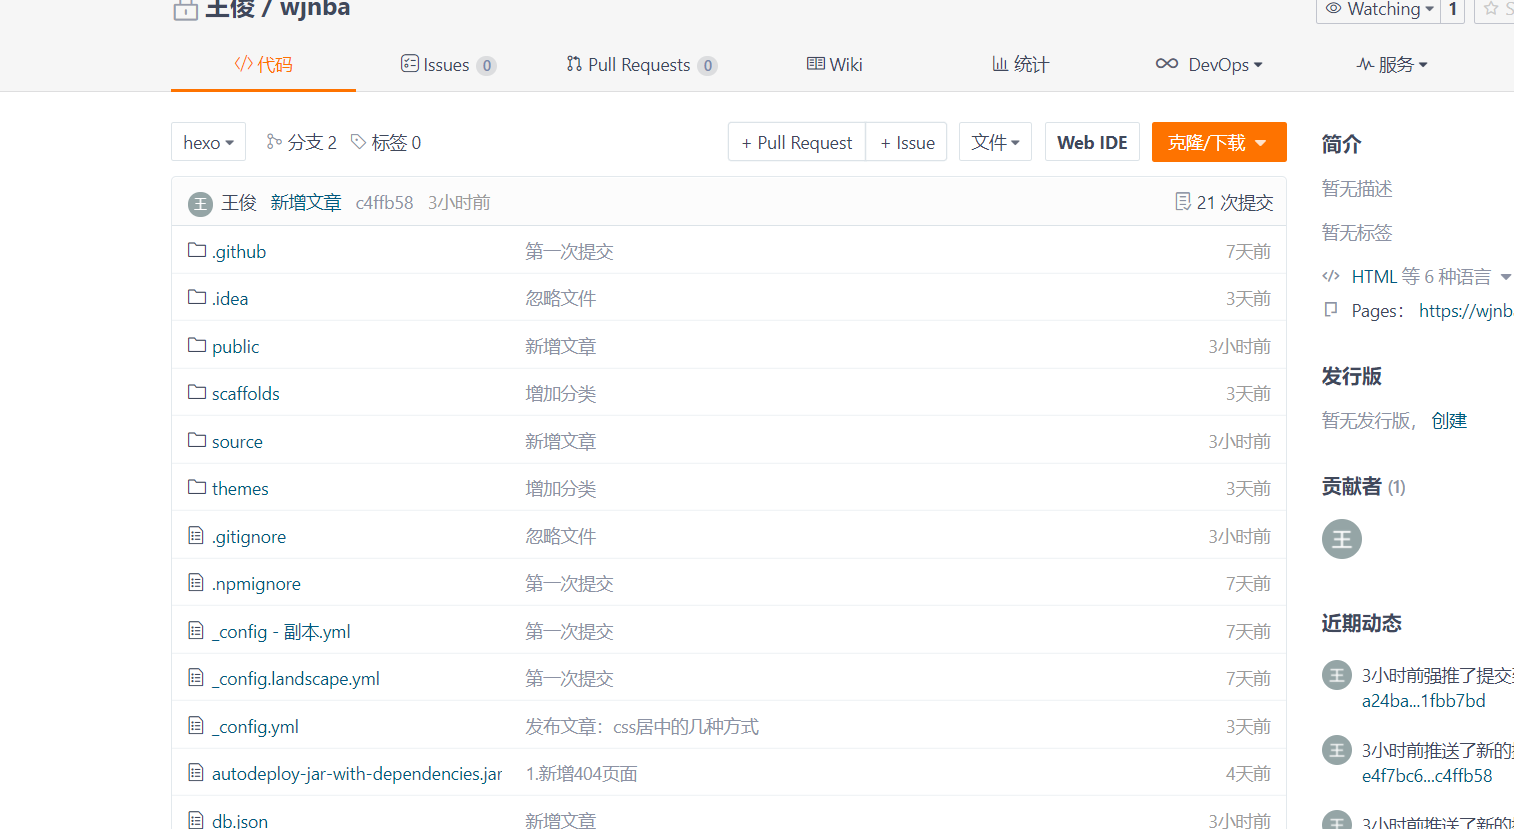 王俊 / wjnba
Watching 1
代码 Issues 0 Pull Requests 0 Wiki 统计 DevOps 服务
hexo 分支 2 标签 0 + Pull Request + Issue 文件 Web IDE 克隆/下载
王 王俊 新增文章 c4ffb58 3小时前 21 次提交
.github 第一次提交 7天前
.idea 忽略文件 3天前
public 新增文章 3小时前
scaffolds 增加分类 3天前
source 新增文章 3小时前
themes 增加分类 3天前
.gitignore 忽略文件 3小时前
.npmignore 第一次提交 7天前
_config - 副本.yml 第一次提交 7天前
_config.landscape.yml 第一次提交 7天前
_config.yml 发布文章：css居中的几种方式 3天前
autodeploy-jar-with-dependencies.jar 1.新增404页面 4天前
db.json 新增文章 3小时前
简介
暂无描述
暂无标签
HTML 等 6 种语言
Pages： https://wjnb
发行版
暂无发行版， 创建
贡献者 (1)
王
近期动态
王 3小时前强推了提交
a24ba...1fbb7bd
王 3小时前推送了新的
e4f7bc6...c4ffb58
王 3小时前推送了新的